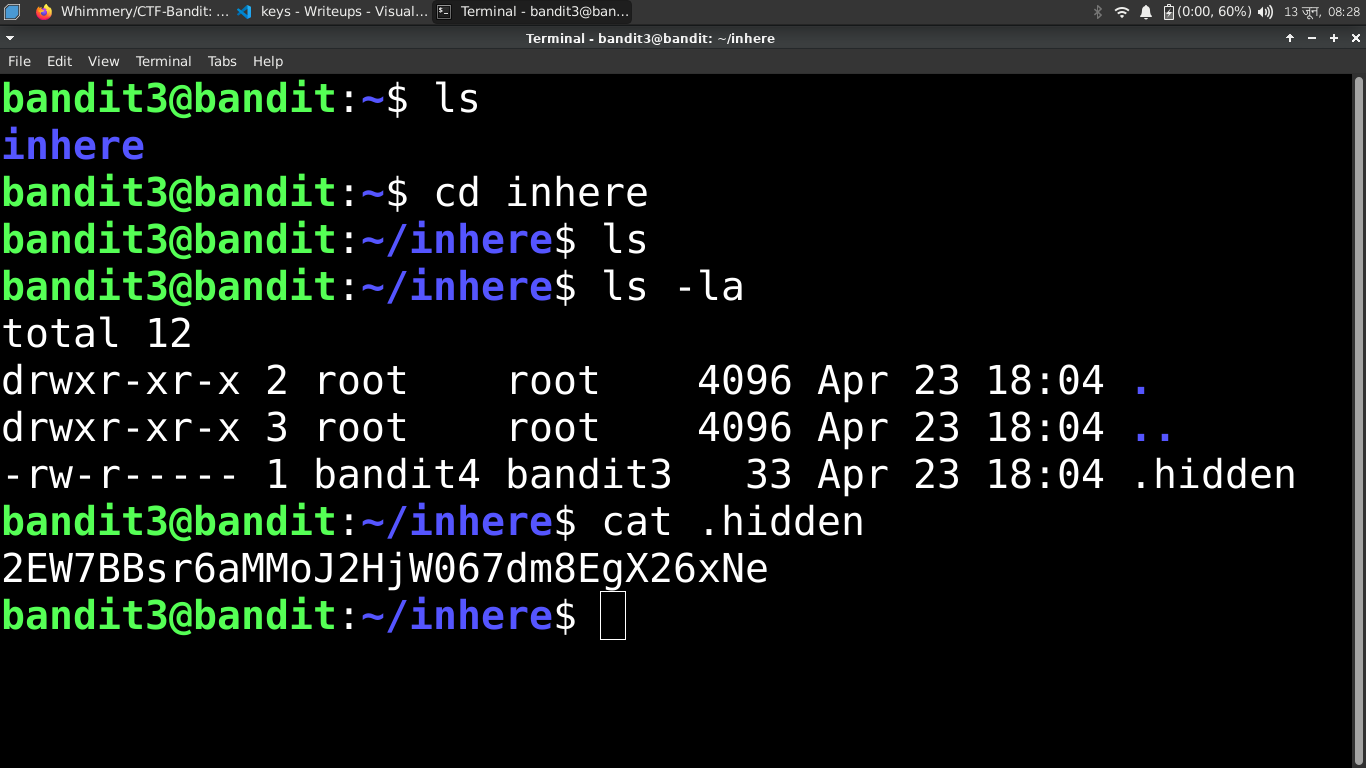 Whimmery/CTF-Bandit: ... keys - Writeups - Visual... Terminal - bandit3@ban... (0:00, 60%) 13 जून, 08:28
Terminal - bandit3@bandit: ~/inhere
File Edit View Terminal Tabs Help
bandit3@bandit:~$ ls
inhere
bandit3@bandit:~$ cd inhere
bandit3@bandit:~/inhere$ ls
bandit3@bandit:~/inhere$ ls -la
total 12
drwxr-xr-x 2 root    root    4096 Apr 23 18:04 .
drwxr-xr-x 3 root    root    4096 Apr 23 18:04 ..
-rw-r----- 1 bandit4 bandit3   33 Apr 23 18:04 .hidden
bandit3@bandit:~/inhere$ cat .hidden
2EW7BBsr6aMMoJ2HjW067dm8EgX26xNe
bandit3@bandit:~/inhere$